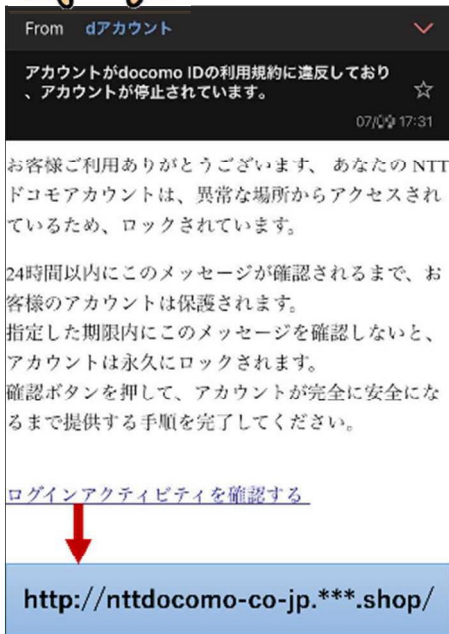 From dアカウント
アカウントがdocomo IDの利用規約に違反しており
、アカウントが停止されています。
17:31
お客様ご利用ありがとうございます、 あなたの NTT
ドコモアカウントは、異常な場所からアクセスされ
ているため、ロックされています。
24時間以内にこのメッセージが確認されるまで、お
客様のアカウントは保護されます。
指定した期限内にこのメッセージを確認しないと、
アカウントは永久にロックされます。
確認ボタンを押して、アカウントが完全に安全にな
るまで提供する手順を完了してください。
ログインアクティビティを確認する
http://nttdocomo-co-jp.***.shop/